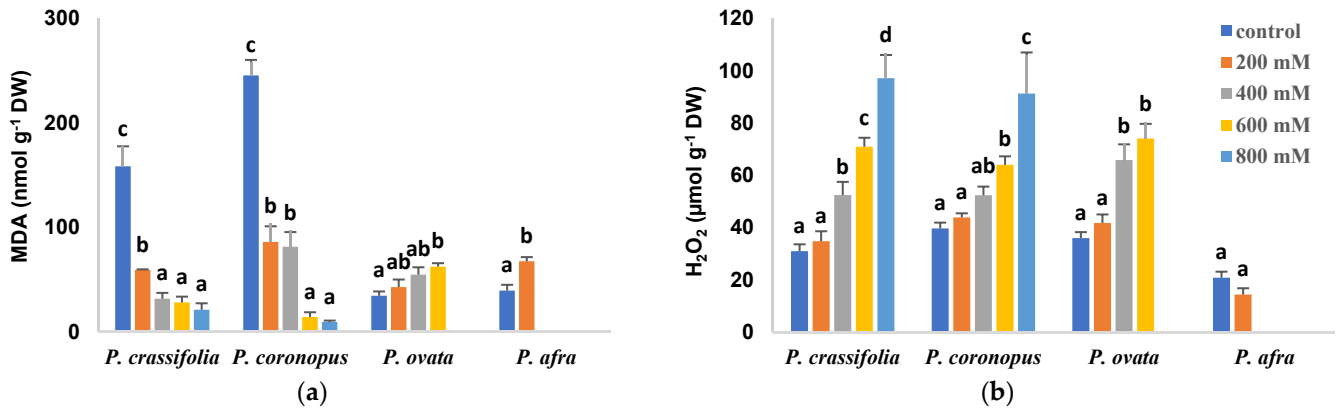 300
200
100
0
MDA (nmol g⁻¹ DW)
c
b
a
a
a
c
b
b
a
a
a
ab
ab
b
a
b
P. crassifolia
P. coronopus
P. ovata
P. afra
(a)
120
100
80
60
40
20
0
H₂O₂ (µmol g⁻¹ DW)
a
a
b
c
d
a
a
ab
b
c
a
a
b
b
a
a
control
200 mM
400 mM
600 mM
800 mM
P. crassifolia
P. coronopus
P. ovata
P. afra
(b)